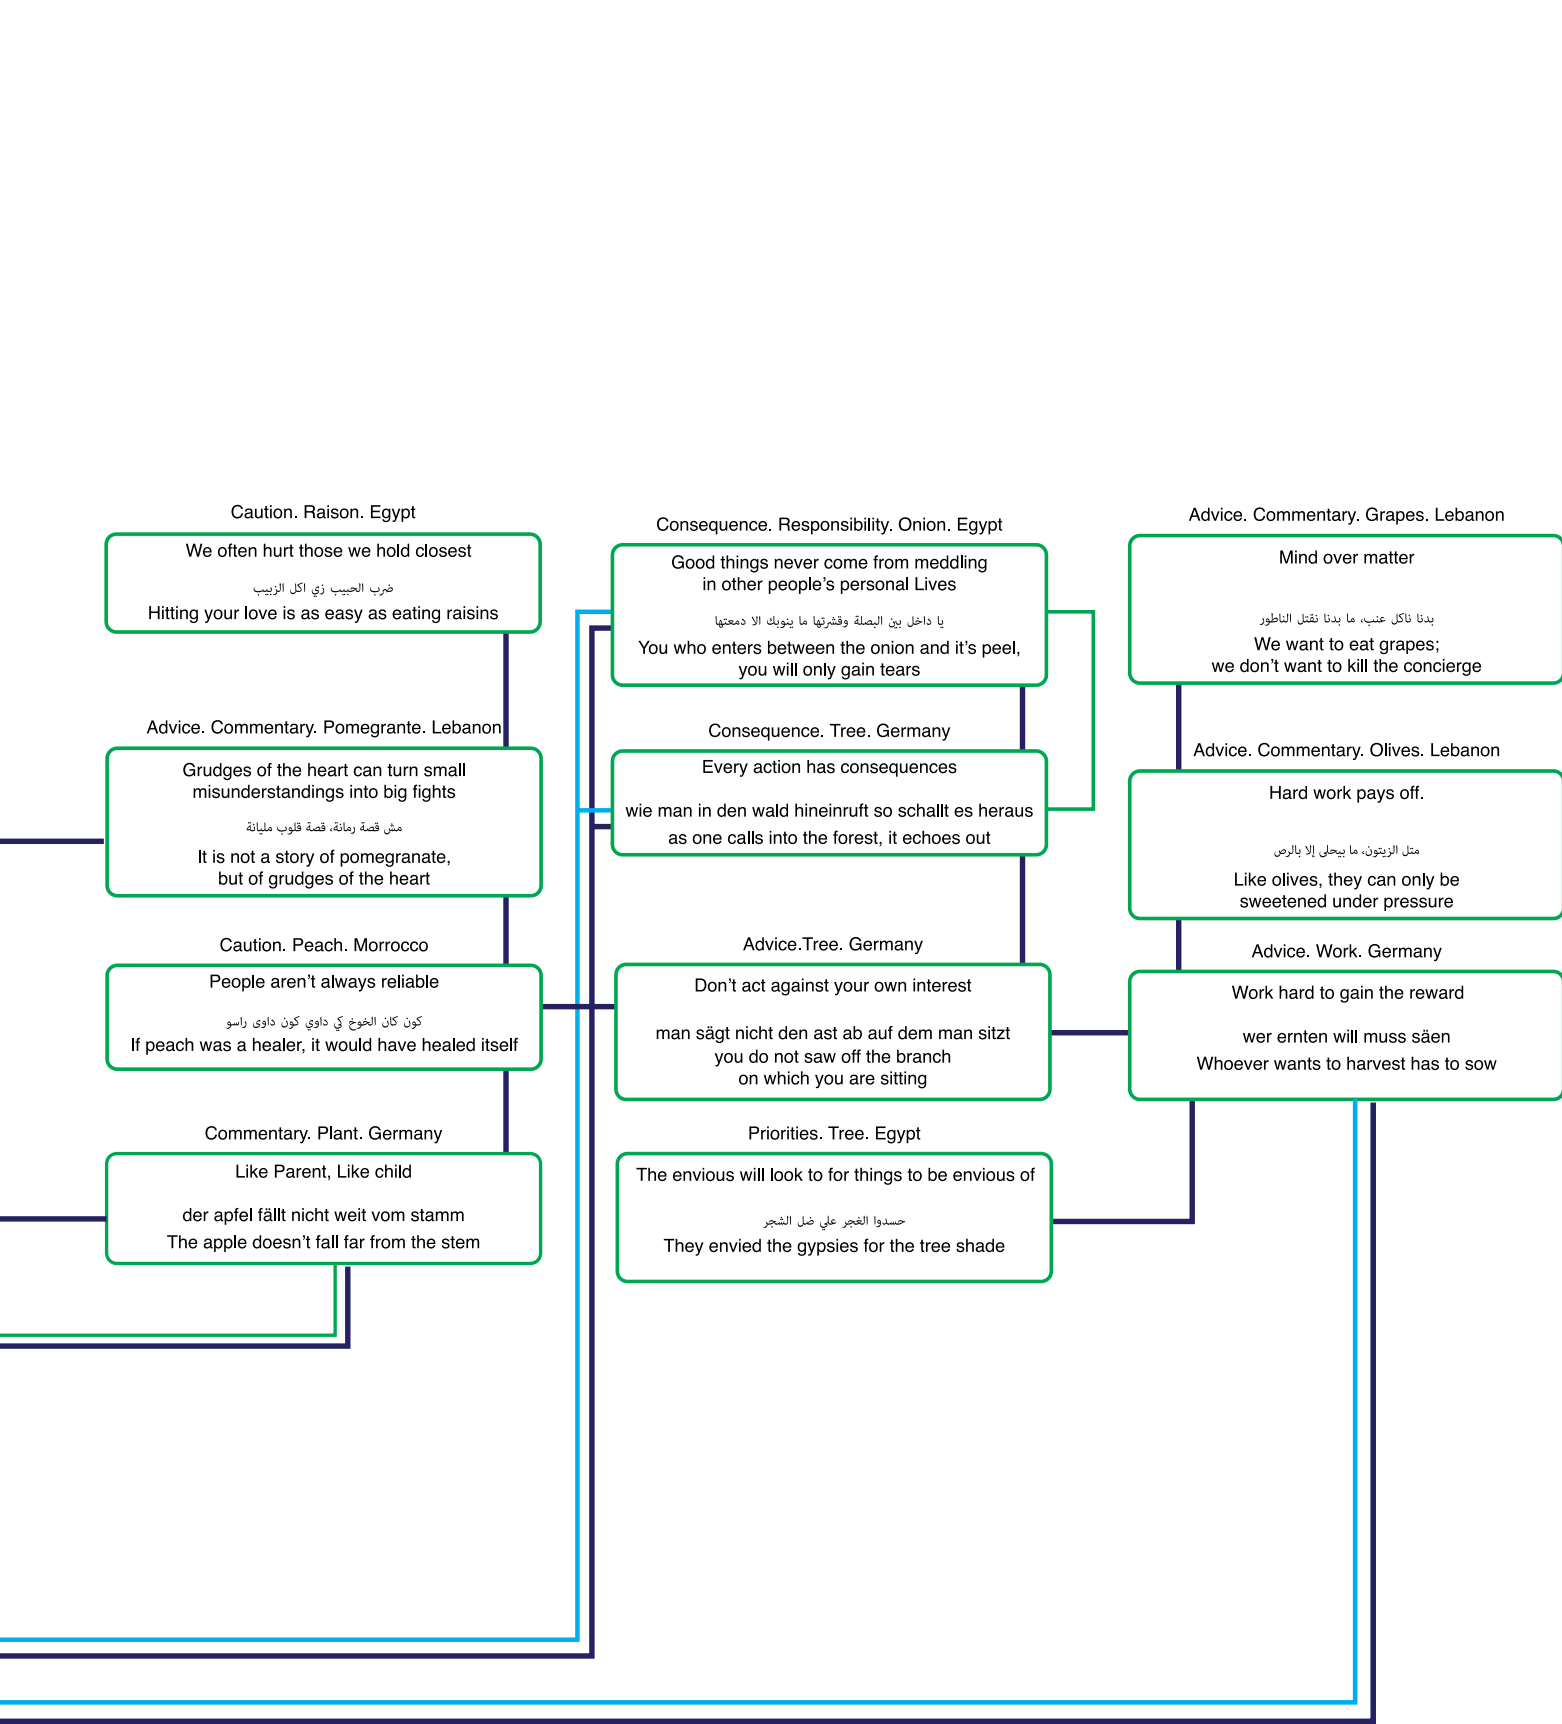 Caution. Raison. Egypt
We often hurt those we hold closest
ضرب الحبيب زي اكل الزبيب
Hitting your love is as easy as eating raisins
Advice. Commentary. Pomegrante. Lebanon
Grudges of the heart can turn small
misunderstandings into big fights
مش قصة رمانة، قصة قلوب مليانة
It is not a story of pomegranate,
but of grudges of the heart
Caution. Peach. Morrocco
People aren't always reliable
كون كان الخوخ كي داوي كون داوى راسو
If peach was a healer, it would have healed itself
Commentary. Plant. Germany
Like Parent, Like child
der apfel fällt nicht weit vom stamm
The apple doesn't fall far from the stem
Consequence. Responsibility. Onion. Egypt
Good things never come from meddling
in other people's personal Lives
يا داخل بين البصلة وقشرتها ما ينوبك الا دمعتها
You who enters between the onion and it's peel,
you will only gain tears
Consequence. Tree. Germany
Every action has consequences
wie man in den wald hineinruft so schallt es heraus
as one calls into the forest, it echoes out
Advice.Tree. Germany
Don't act against your own interest
man sägt nicht den ast ab auf dem man sitzt
you do not saw off the branch
on which you are sitting
Priorities. Tree. Egypt
The envious will look to for things to be envious of
حسدوا الغجر علي ضل الشجر
They envied the gypsies for the tree shade
Advice. Commentary. Grapes. Lebanon
Mind over matter
بدنا ناكل عنب، ما بدنا نقتل الناطور
We want to eat grapes;
we don't want to kill the concierge
Advice. Commentary. Olives. Lebanon
Hard work pays off.
متل الزيتون، ما بيحلى إلا بالرص
Like olives, they can only be
sweetened under pressure
Advice. Work. Germany
Work hard to gain the reward
wer ernten will muss säen
Whoever wants to harvest has to sow